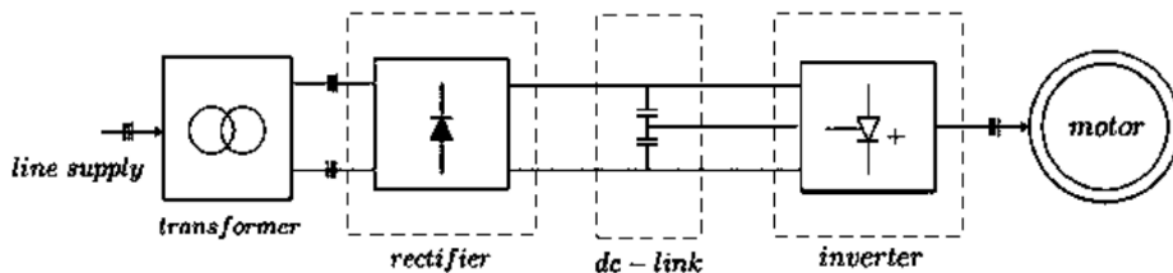 line supply
transformer
rectifier
dc - link
inverter
motor